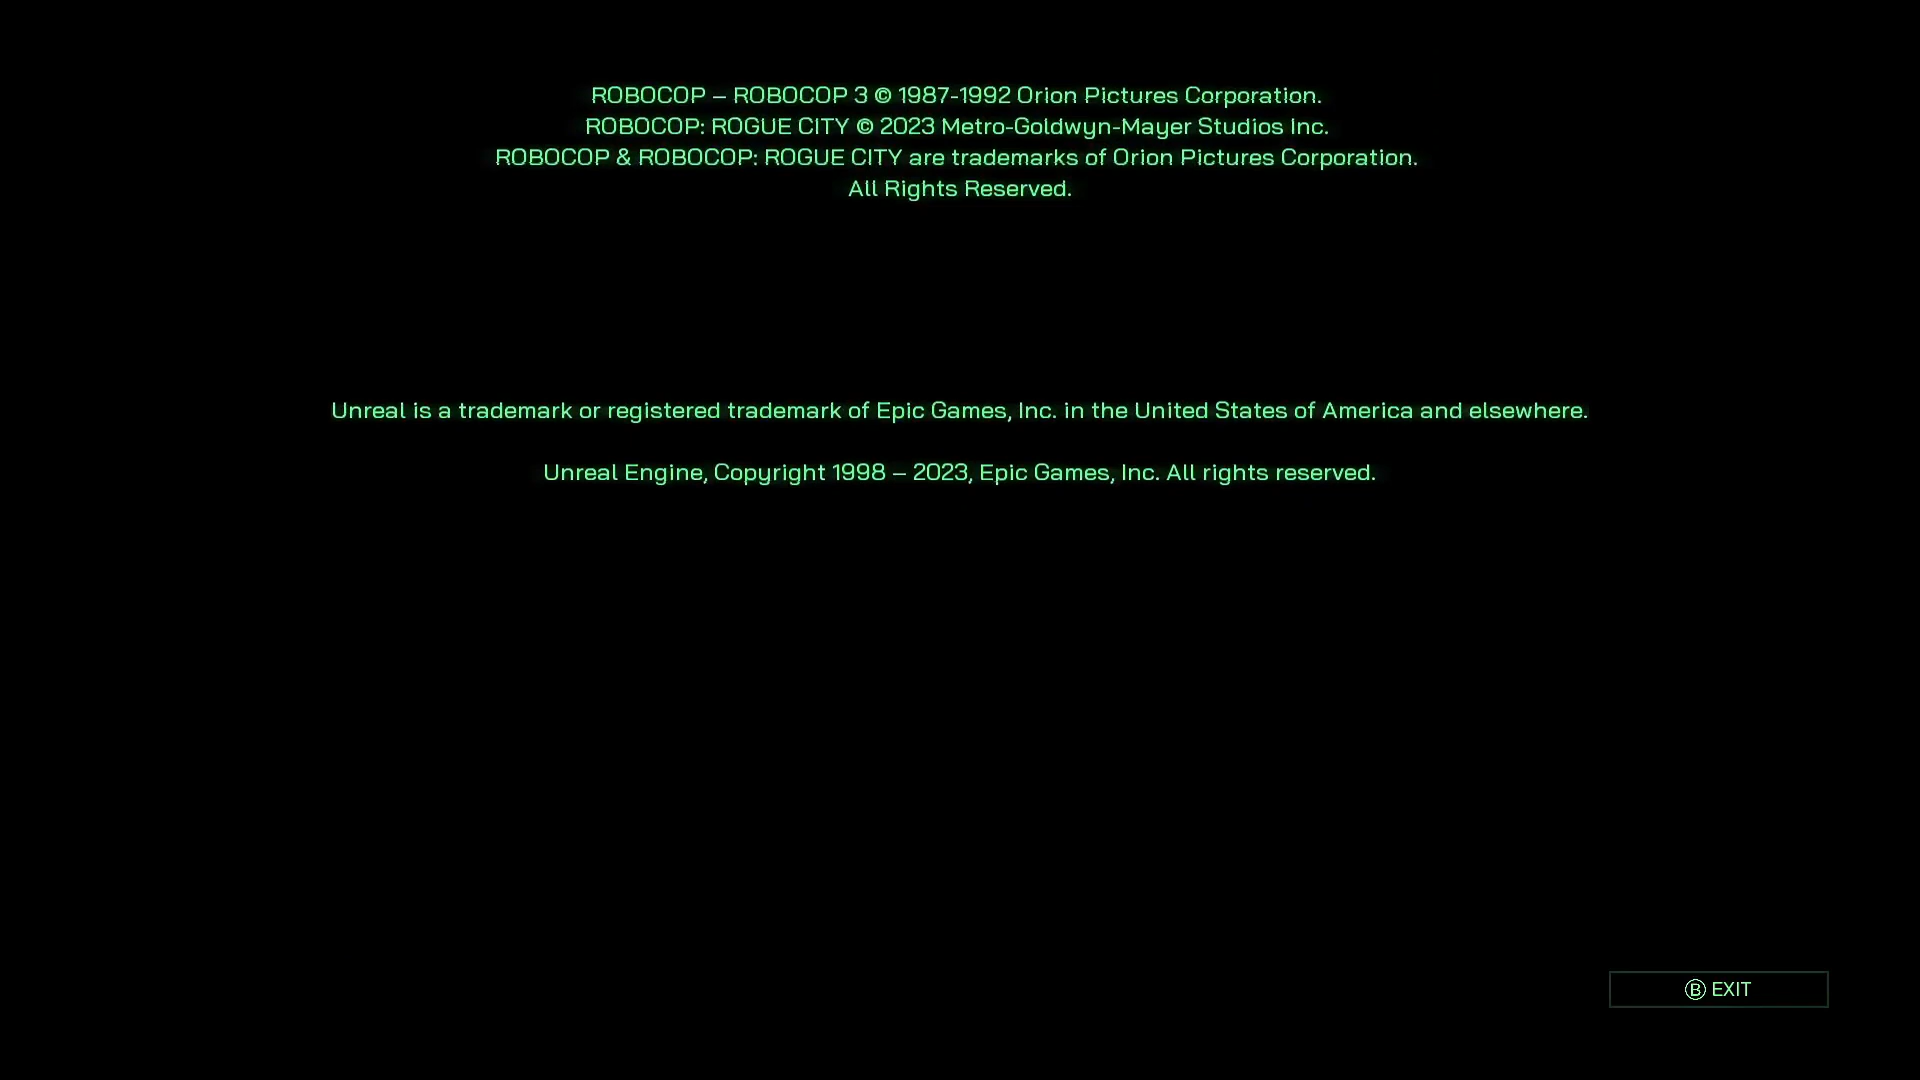 ROBOCOP – ROBOCOP 3 © 1987-1992 Orion Pictures Corporation.
ROBOCOP: ROGUE CITY © 2023 Metro-Goldwyn-Mayer Studios Inc.
ROBOCOP & ROBOCOP: ROGUE CITY are trademarks of Orion Pictures Corporation.
All Rights Reserved.
Unreal is a trademark or registered trademark of Epic Games, Inc. in the United States of America and elsewhere.
Unreal Engine, Copyright 1998 – 2023, Epic Games, Inc. All rights reserved.
Ⓑ EXIT